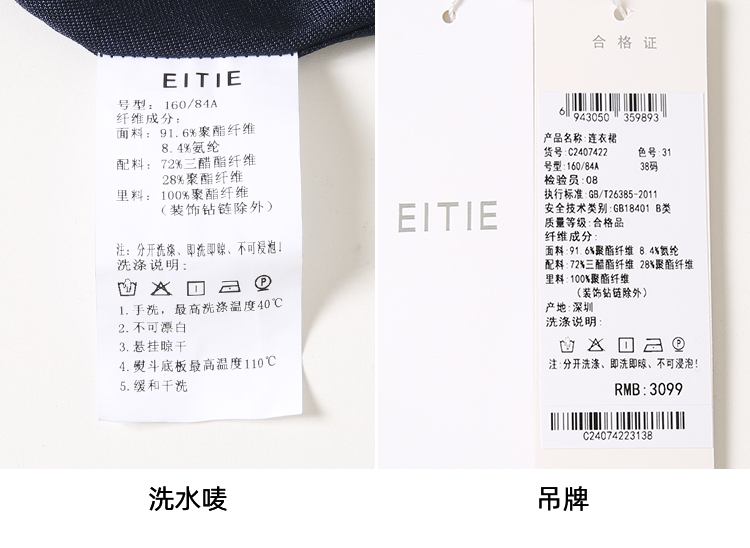 EITIE
号型: 160/84A
纤维成分:
面料: 91.6%聚酯纤维
8.4%氨纶
配料: 72%三醋酯纤维
28%聚酯纤维
里料: 100%聚酯纤维
(装饰钻链除外)
注: 分开洗涤、即洗即晾、不可浸泡!
洗涤说明:
1.手洗，最高洗涤温度40℃
2.不可漂白
3.悬挂晾干
4.熨斗底板最高温度110℃
5.缓和干洗
洗水唛
EITIE
合格证
6 943050 359893
产品名称: 连衣裙
货号: C2407422 色号: 31
号型: 160/84A 38码
检验员: 08
执行标准: GB/T26385-2011
安全技术类别: GB18401 B类
质量等级: 合格品
纤维成分:
面料: 91.6%聚酯纤维 8.4%氨纶
配料: 72%三醋酯纤维 28%聚酯纤维
里料: 100%聚酯纤维
(装饰钻链除外)
产地: 深圳
洗涤说明:
注: 分开洗涤、即洗即晾、不可浸泡!
RMB: 3099
C24074223138
吊牌